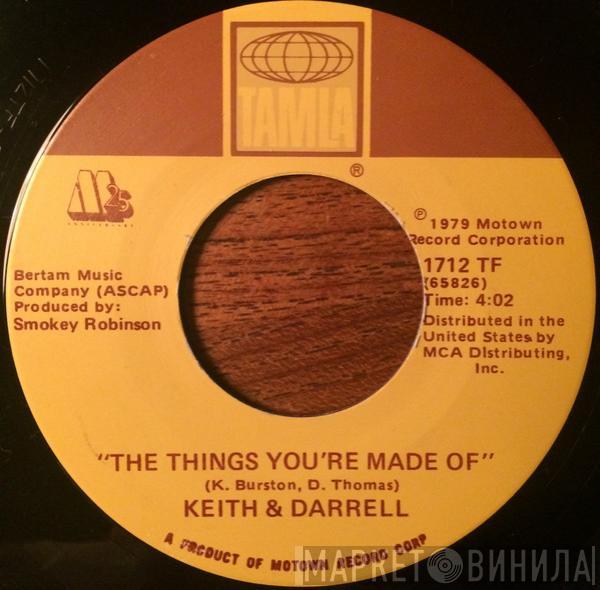 TAMLA
®
M 25
ANNIVERSARY
Bertam Music
Company (ASCAP)
Produced by:
Smokey Robinson
℗ 1979 Motown
Record Corporation
1712 TF
(65826)
Time: 4:02
Distributed in the
United States by
MCA DIstributing,
Inc.
"THE THINGS YOU'RE MADE OF"
(K. Burston, D. Thomas)
KEITH & DARRELL
A PRODUCT OF MOTOWN RECORD CORP
МАРКЕТ ВИНИЛА